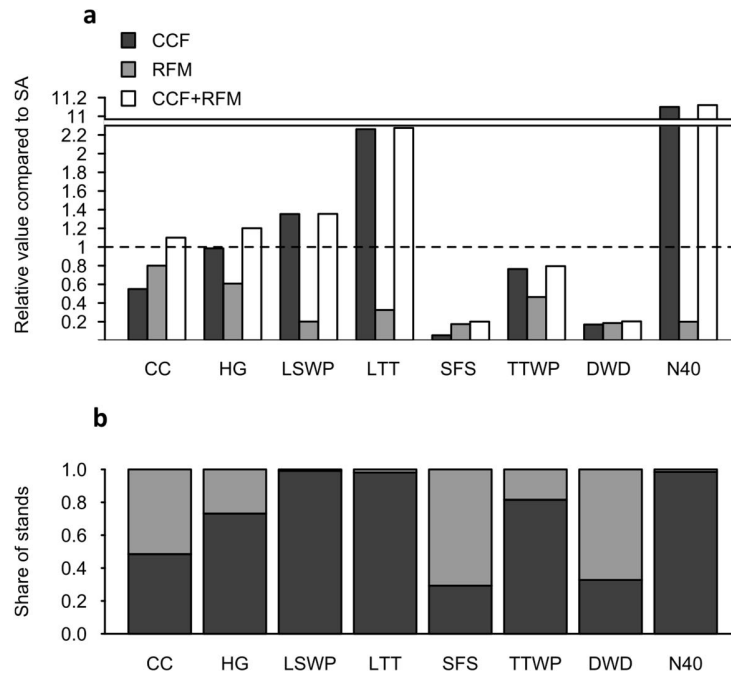 a
CCF
RFM
CCF+RFM
Relative value compared to SA
11.2
11
2.2
2
1.8
1.6
1.4
1.2
1
0.8
0.6
0.4
0.2
CC HG LSWP LTT SFS TTWP DWD N40
b
Share of stands
1.0
0.8
0.6
0.4
0.2
0.0
CC HG LSWP LTT SFS TTWP DWD N40